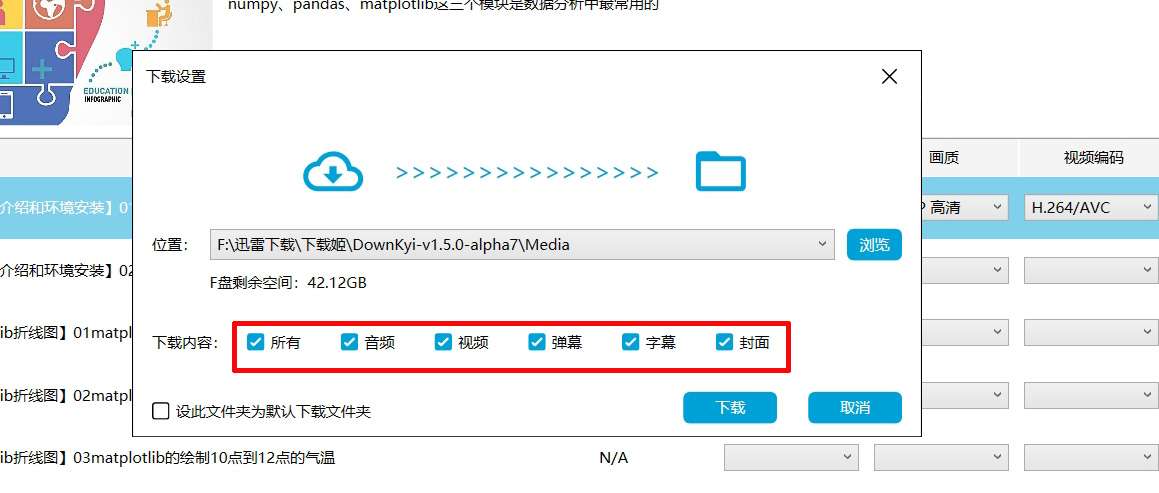 numpy、pandas、matplotlib这三个模块是数据分析中最常用的
EDUCATION
INFOGRAPHIC
下载设置
>>>>>>>>>>>>>>>>
画质
视频编码
介绍和环境安装】01
P 高清
H.264/AVC
位置：
F:\迅雷下载\下载姬\DownKyi-v1.5.0-alpha7\Media
浏览
介绍和环境安装】02
F盘剩余空间：42.12GB
ib折线图】01matpl
下载内容：
所有
音频
视频
弹幕
字幕
封面
ib折线图】02matpl
设此文件夹为默认下载文件夹
下载
取消
ib折线图】03matplotlib的绘制10点到12点的气温
N/A